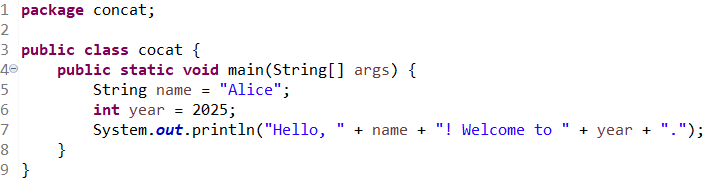 1 package concat;
2
3 public class cocat {
4     public static void main(String[] args) {
5         String name = "Alice";
6         int year = 2025;
7         System.out.println("Hello, " + name + "! Welcome to " + year + ".");
8     }
9 }